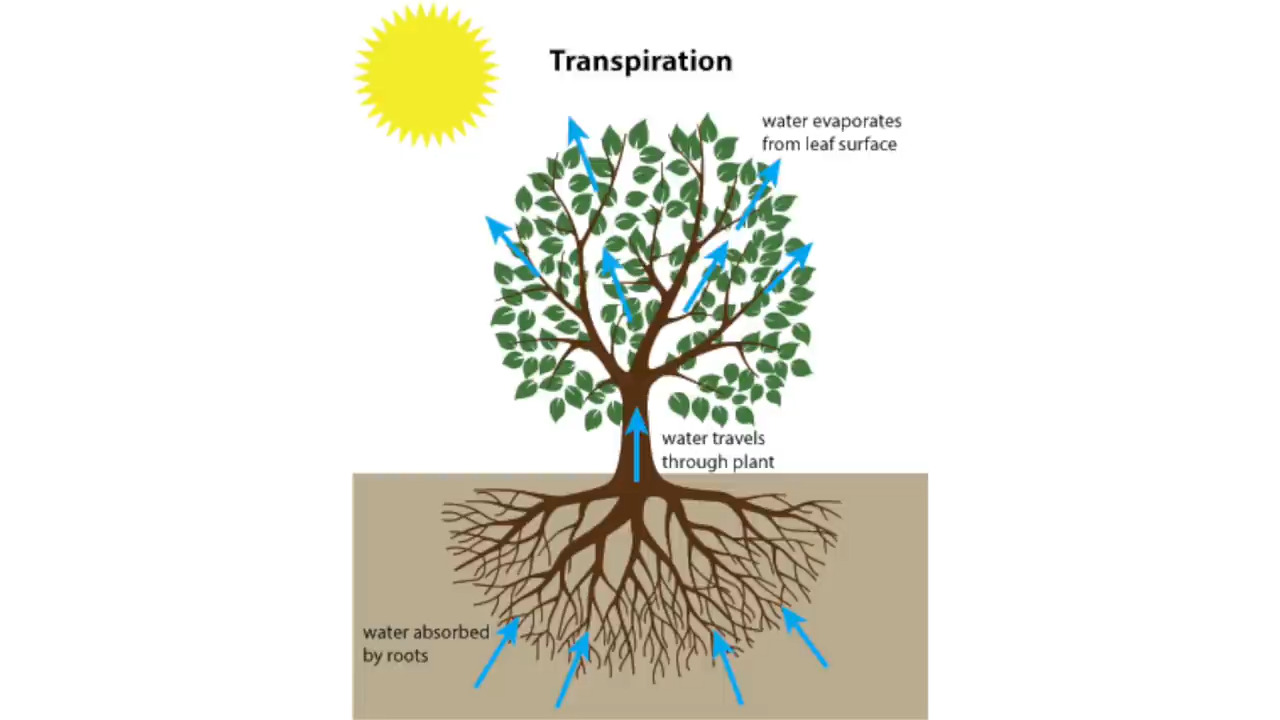 Transpiration
water evaporates
from leaf surface
water travels
through plant
water absorbed
by roots